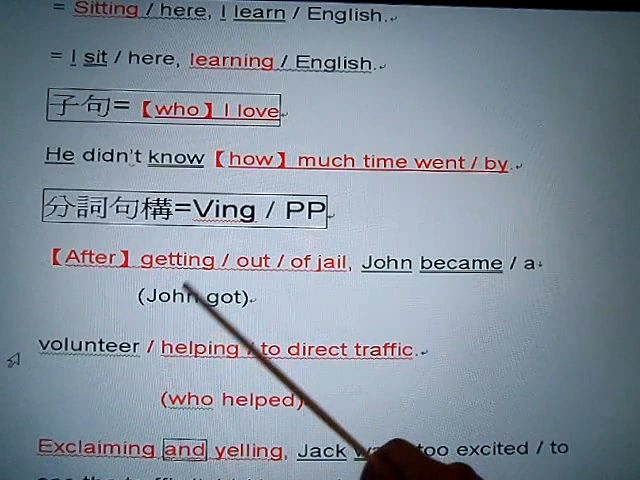 = Sitting / here, I learn / English.
= I sit / here, learning / English.
子句=【who】I love
He didn't know【how】much time went / by.
分詞句構=Ving / PP
【After】getting / out / of jail, John became / a
(John got)
volunteer / helping / to direct traffic.
(who helped)
Exclaiming and yelling, Jack too excited / to